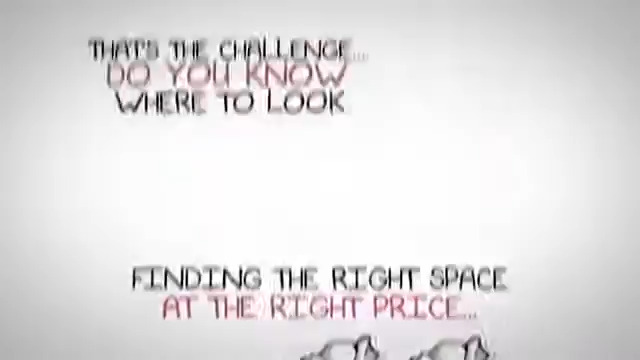 THAT'S THE CHALLENGE...
DO YOU KNOW
WHERE TO LOOK
FINDING THE RIGHT SPACE
AT THE RIGHT PRICE...